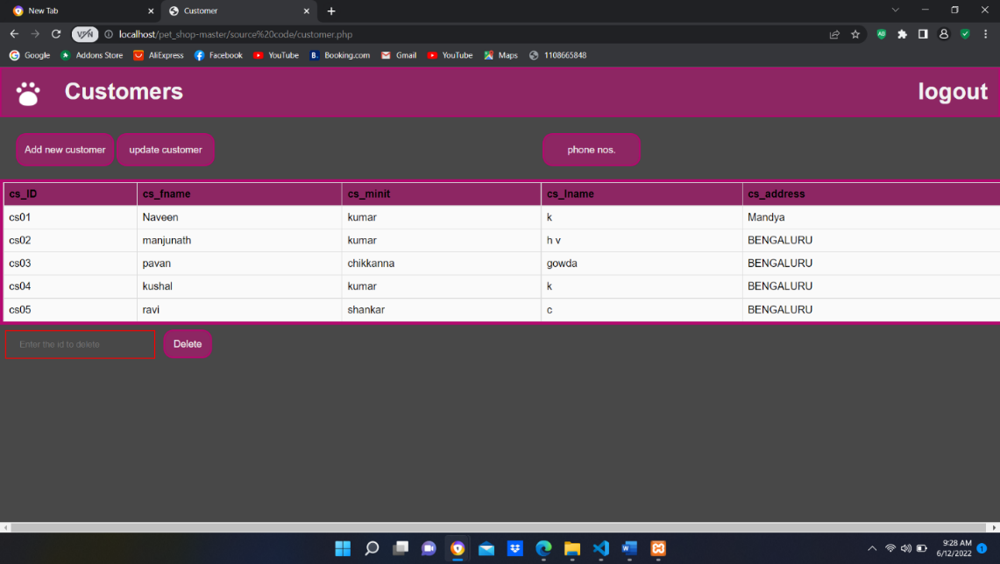 New Tab
Customer
VPN
localhost/pet_shop-master/source%20code/customer.php
Google
Addons Store
AliExpress
Facebook
YouTube
B. Booking.com
Gmail
YouTube
Maps
1108665848
Customers
logout
Add new customer
update customer
phone nos.
cs_ID cs_fname cs_minit cs_lname cs_address
cs01 Naveen kumar k Mandya
cs02 manjunath kumar h v BENGALURU
cs03 pavan chikkanna gowda BENGALURU
cs04 kushal kumar k BENGALURU
cs05 ravi shankar c BENGALURU
Enter the id to delete
Delete
9:28 AM
6/12/2022
1